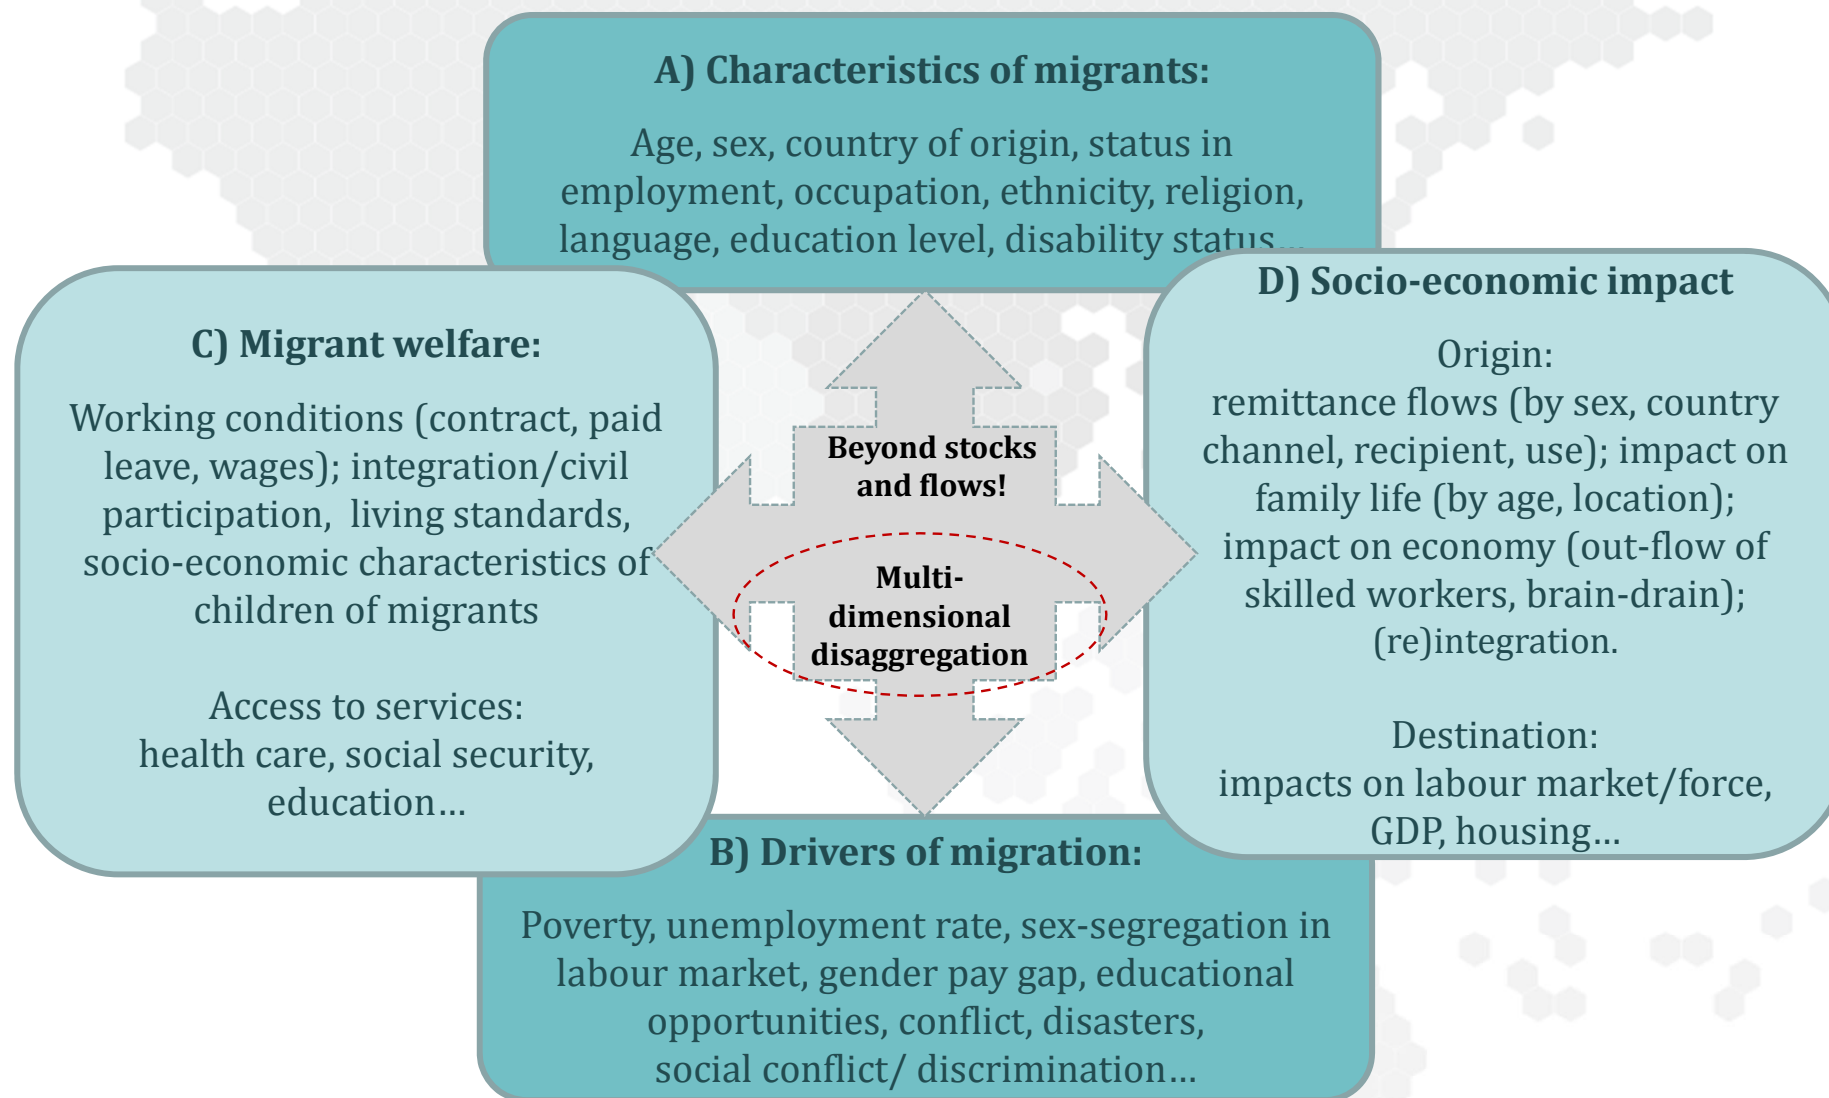 A) Characteristics of migrants:
Age, sex, country of origin, status in
employment, occupation, ethnicity, religion,
language, education level, disability status…
C) Migrant welfare:
Working conditions (contract, paid
leave, wages); integration/civil
participation,  living standards,
socio-economic characteristics of
children of migrants
Access to services:
health care, social security,
education…
Beyond stocks
and flows!
Multi-
dimensional
disaggregation
D) Socio-economic impact
Origin:
remittance flows (by sex, country
channel, recipient, use); impact on
family life (by age, location);
impact on economy (out-flow of
skilled workers, brain-drain);
(re)integration.
Destination:
impacts on labour market/force,
GDP, housing…
B) Drivers of migration:
Poverty, unemployment rate, sex-segregation in
labour market, gender pay gap, educational
opportunities, conflict, disasters,
social conflict/ discrimination…